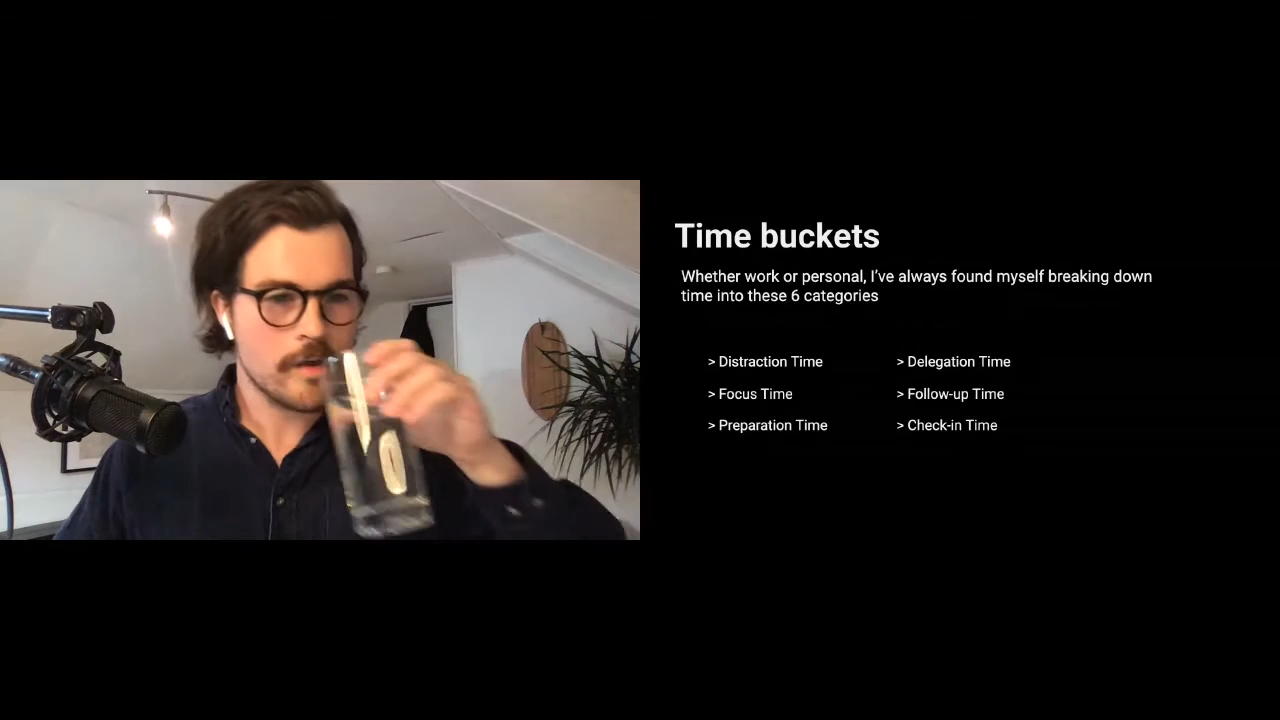 Time buckets
Whether work or personal, I've always found myself breaking down
time into these 6 categories
> Distraction Time
> Focus Time
> Preparation Time
> Delegation Time
> Follow-up Time
> Check-in Time